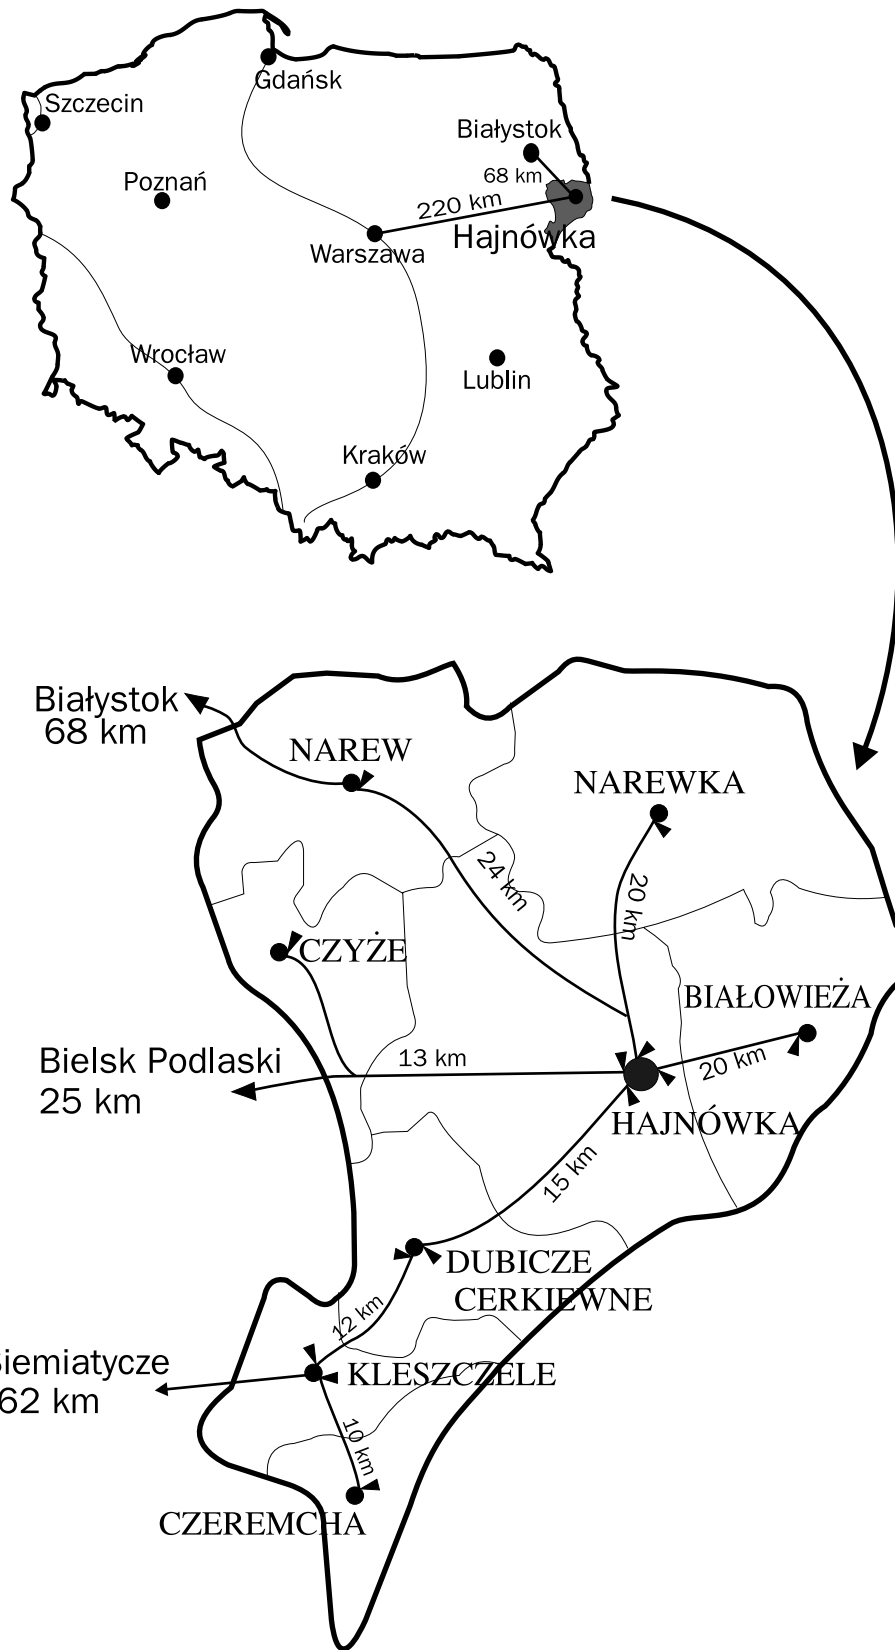 Gdańsk
Szczecin
Białystok
68 km
Poznań
220 km
Hajnówka
Warszawa
Wrocław
Lublin
Kraków
Białystok
68 km
NAREW
NAREWKA
24 km
20 km
CZYŻE
BIAŁOWIEŻA
Bielsk Podlaski
25 km
13 km
20 km
HAJNÓWKA
15 km
DUBICZE
CERKIEWNE
12 km
Siemiatycze
62 km
KLESZCZELE
10 km
CZEREMCHA